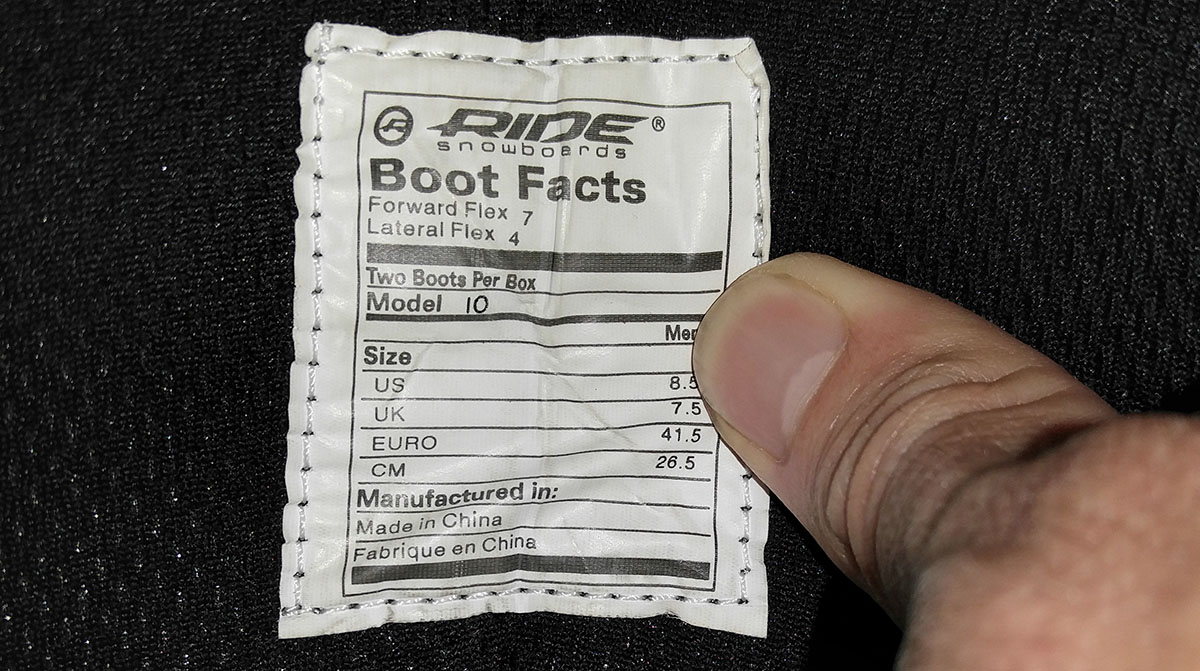 RIDE®
snowboards
Boot Facts
Forward Flex 7
Lateral Flex 4
Two Boots Per Box
Model 10
Size
US 8.5
UK 7.5
EURO 41.5
CM 26.5
Manufactured in:
Made in China
Fabrique en China